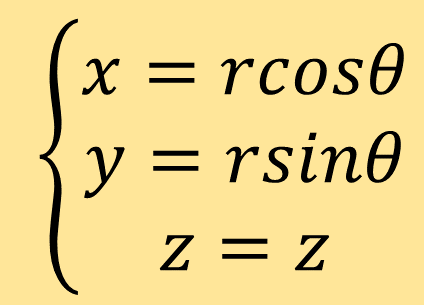 x = rcosθ
y = rsinθ
z = z